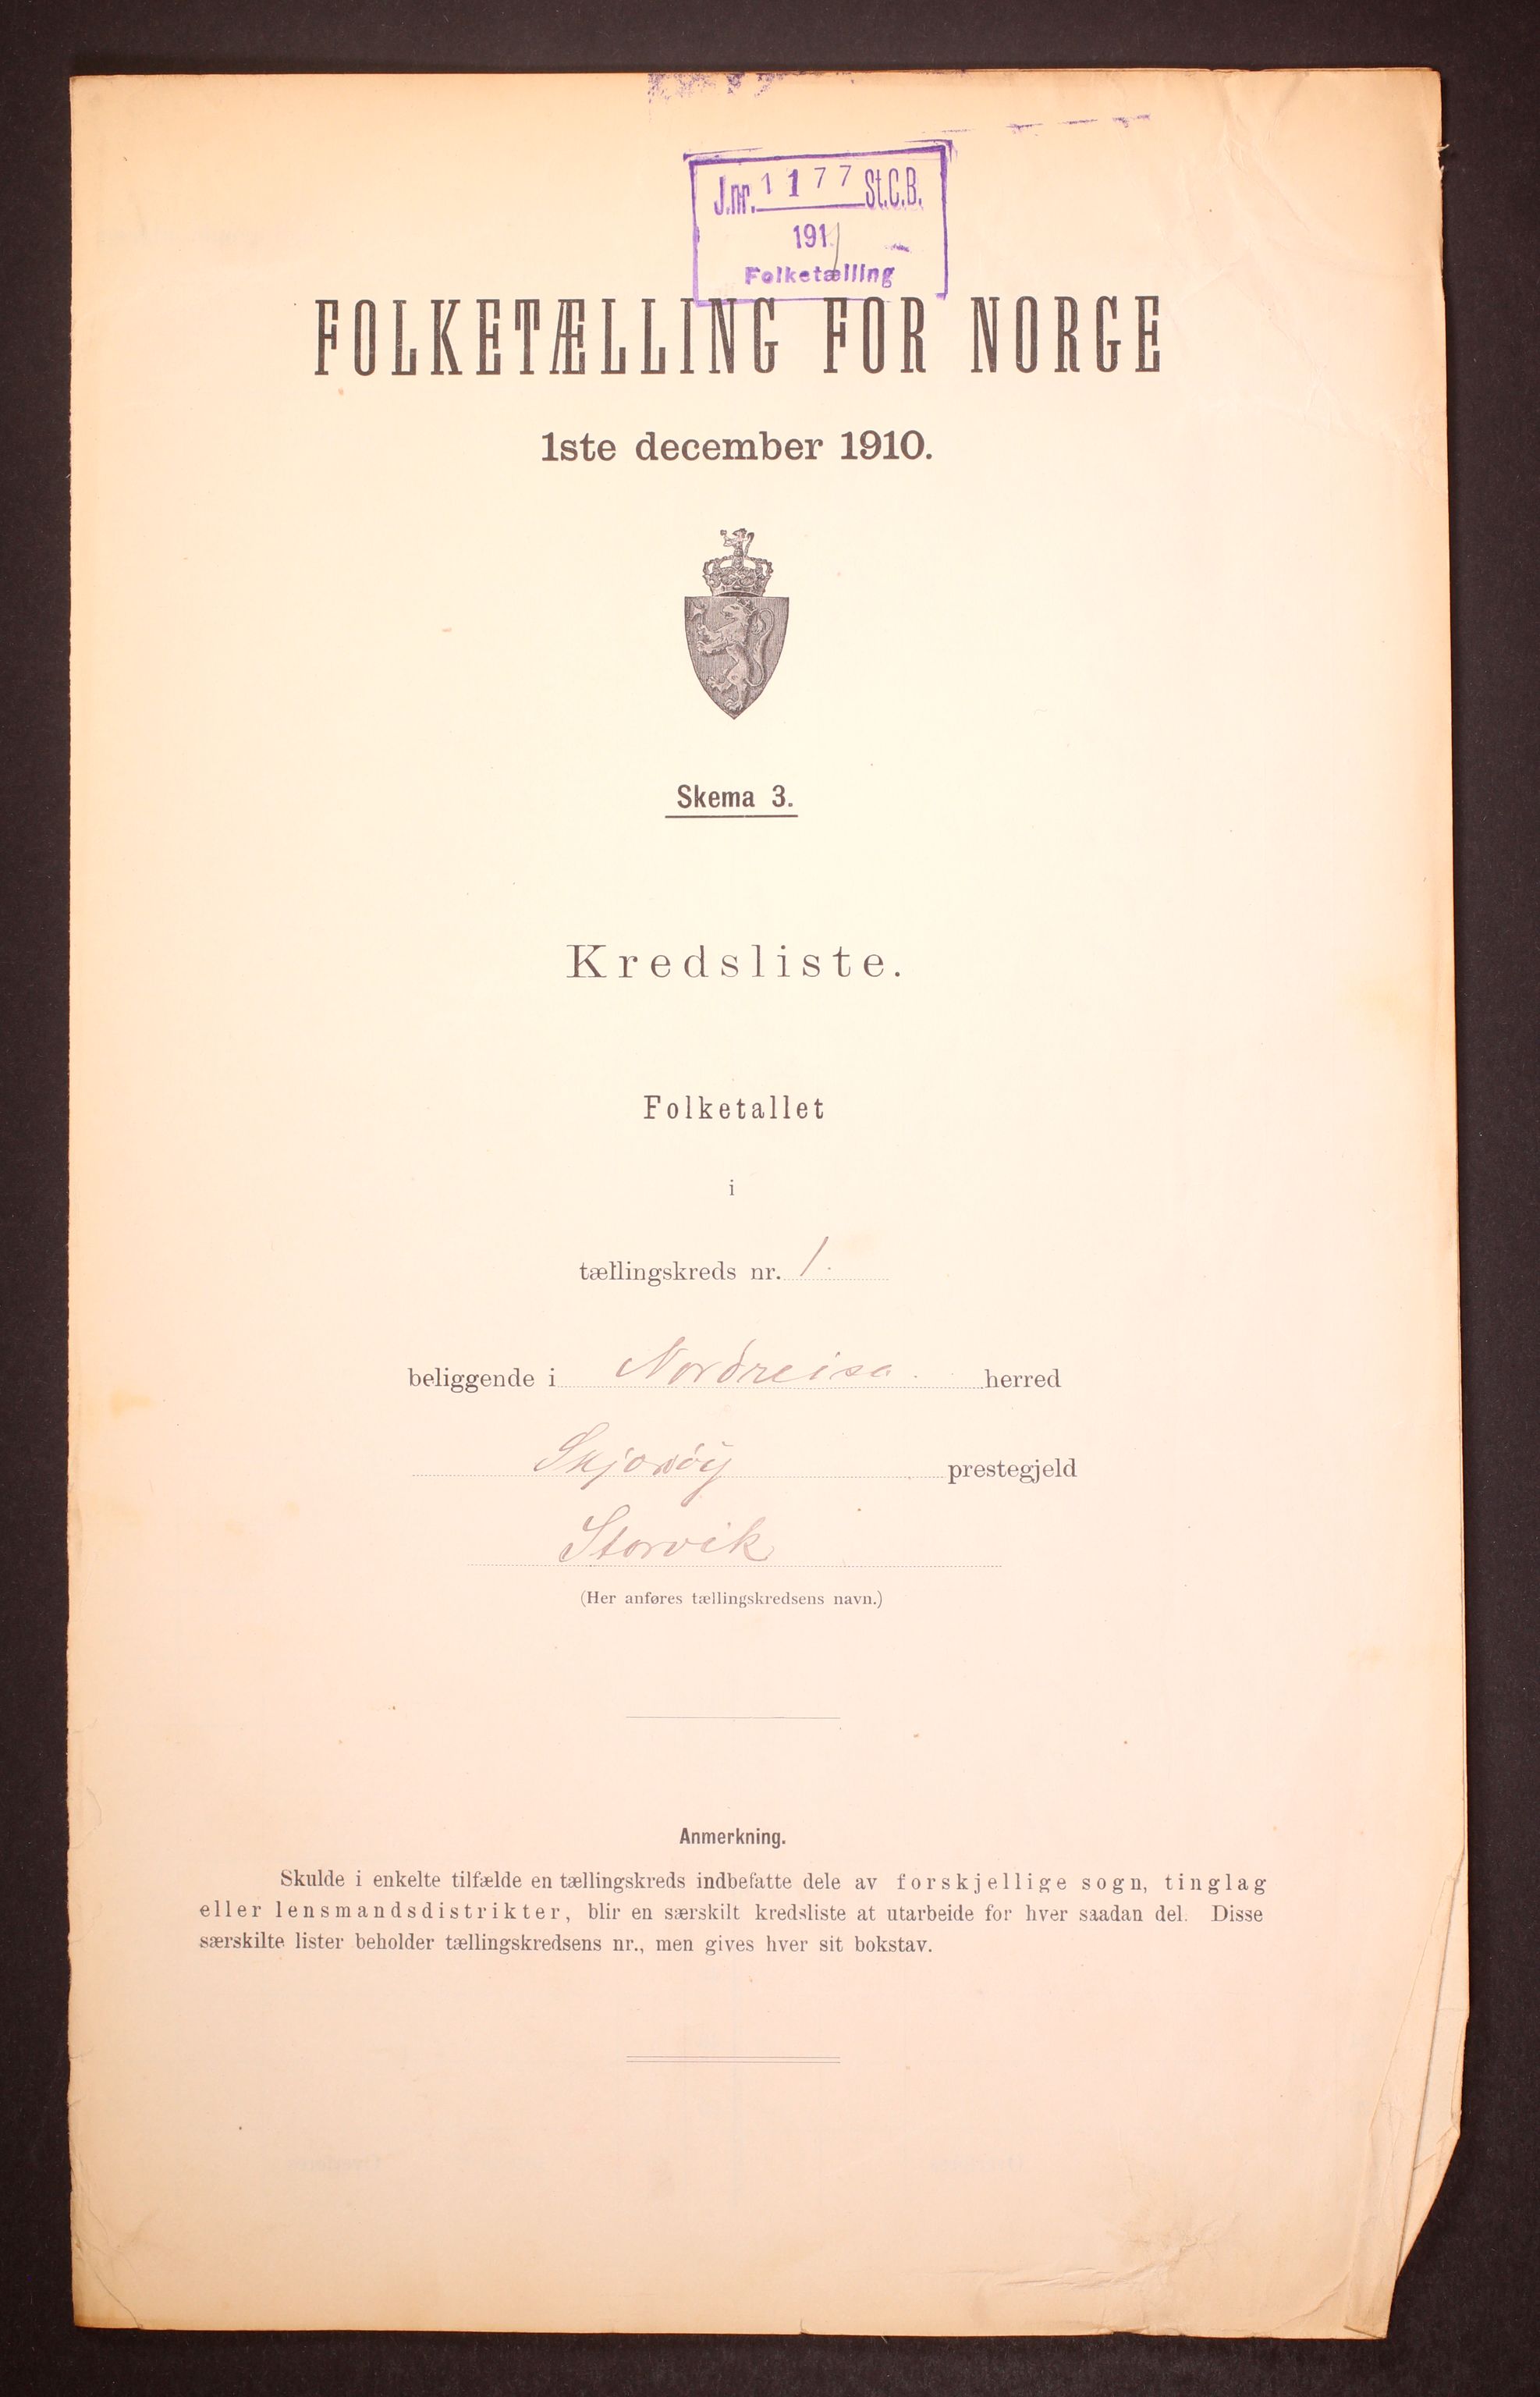 J.nr. 1177 St.C.B.
1911
Folketælling
FOLKETÆLLING FOR NORGE
1ste december 1910.
Skema 3.
Kredsliste.
Folketallet
i
tællingskreds nr. 1.
beliggende i Nordreisa. herred
Skjervøy prestegjeld
Storvik
(Her anføres tællingskredsens navn.)
Anmerkning.
Skulde i enkelte tilfælde en tællingskreds indbefatte dele av forskjellige sogn, tinglag
eller lensmandsdistrikter, blir en særskilt kredsliste at utarbeide for hver saadan del. Disse
særskilte lister beholder tællingskredsens nr., men gives hver sit bokstav.